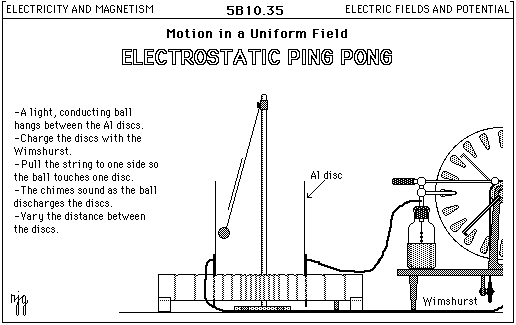 ELECTRICITY AND MAGNETISM
5B10.35
ELECTRIC FIELDS AND POTENTIAL
Motion in a Uniform Field
ELECTROSTATIC PING PONG
-A light, conducting ball
hangs between the Al discs.
-Charge the discs with the
Wimshurst.
-Pull the string to one side so
the ball touches one disc.
-The chimes sound as the ball
discharges the discs.
-Vary the distance between
the discs.
Al disc
Wimshurst
njg